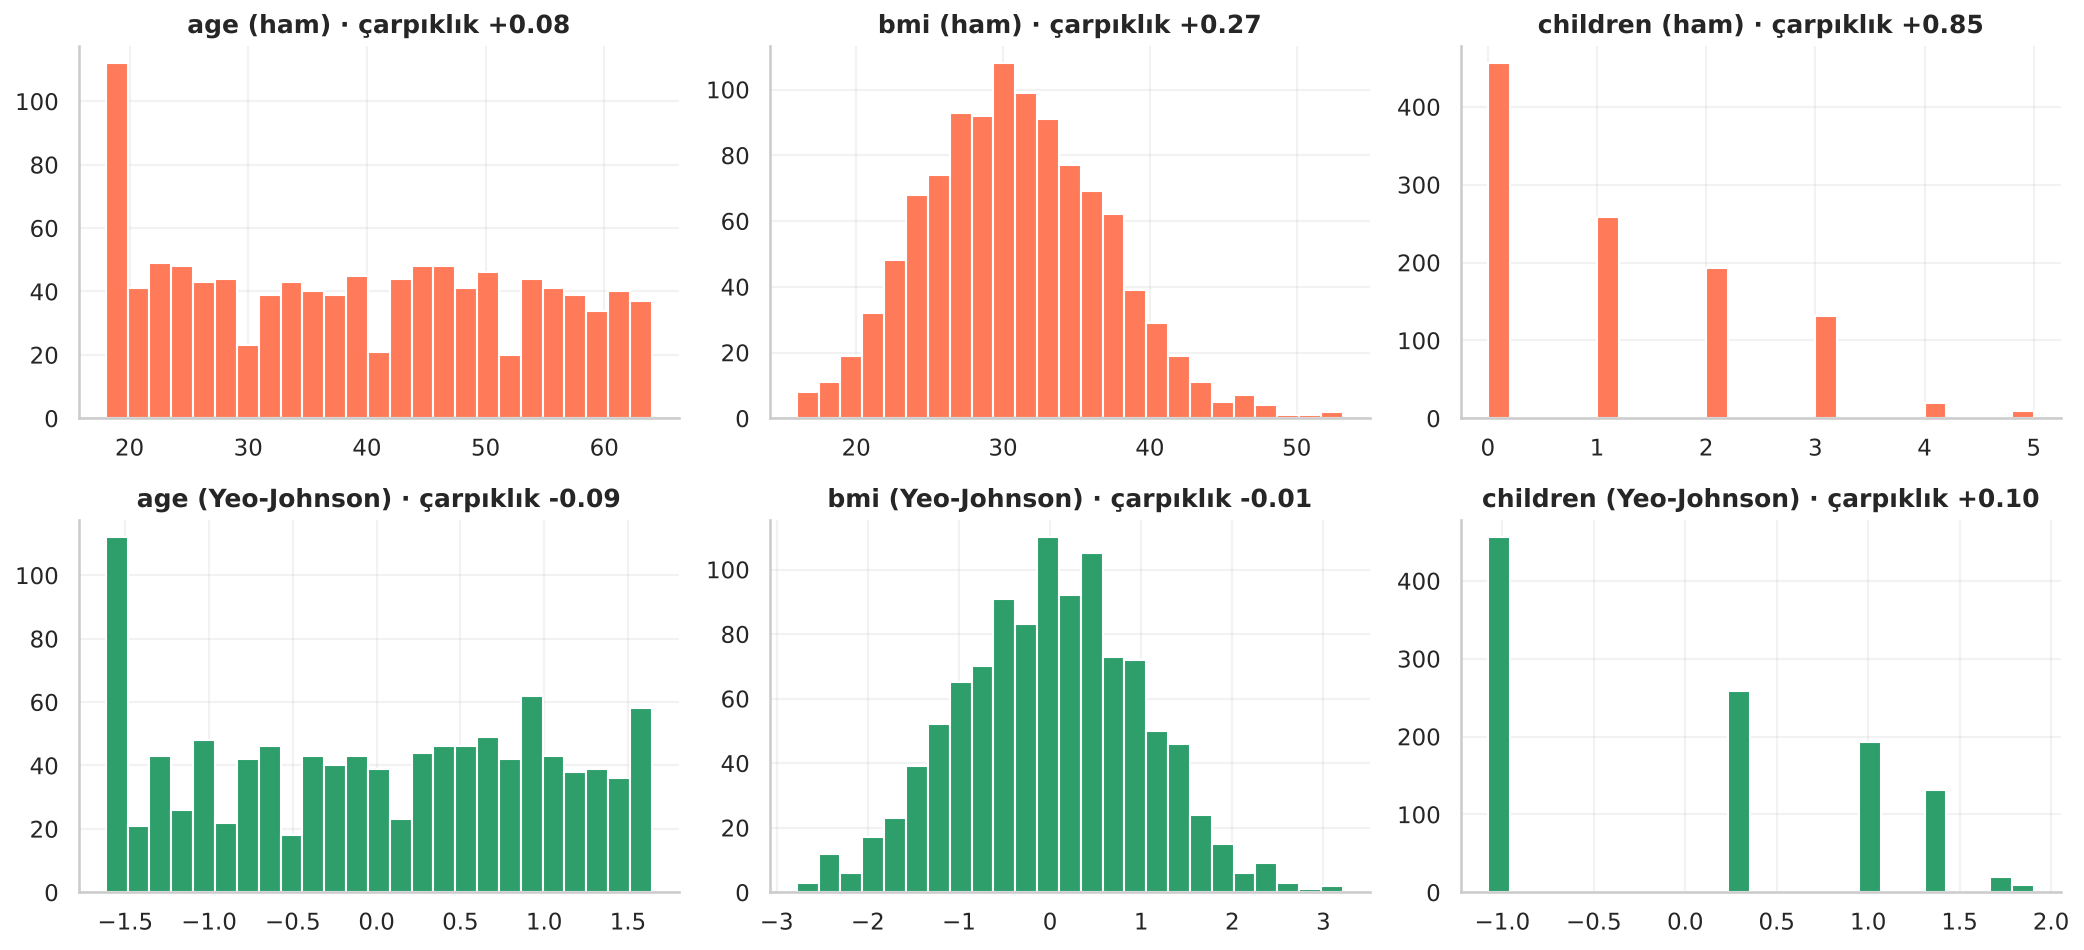 age (ham) · çarpıklık +0.08
bmi (ham) · çarpıklık +0.27
children (ham) · çarpıklık +0.85
100
80
60
40
20
0
20 30 40 50 60
100
80
60
40
20
0
20 30 40 50
400
300
200
100
0
0 1 2 3 4 5
age (Yeo-Johnson) · çarpıklık -0.09
bmi (Yeo-Johnson) · çarpıklık -0.01
children (Yeo-Johnson) · çarpıklık +0.10
100
80
60
40
20
0
−1.5 −1.0 −0.5 0.0 0.5 1.0 1.5
100
80
60
40
20
0
−3 −2 −1 0 1 2 3
400
300
200
100
0
−1.0 −0.5 0.0 0.5 1.0 1.5 2.0